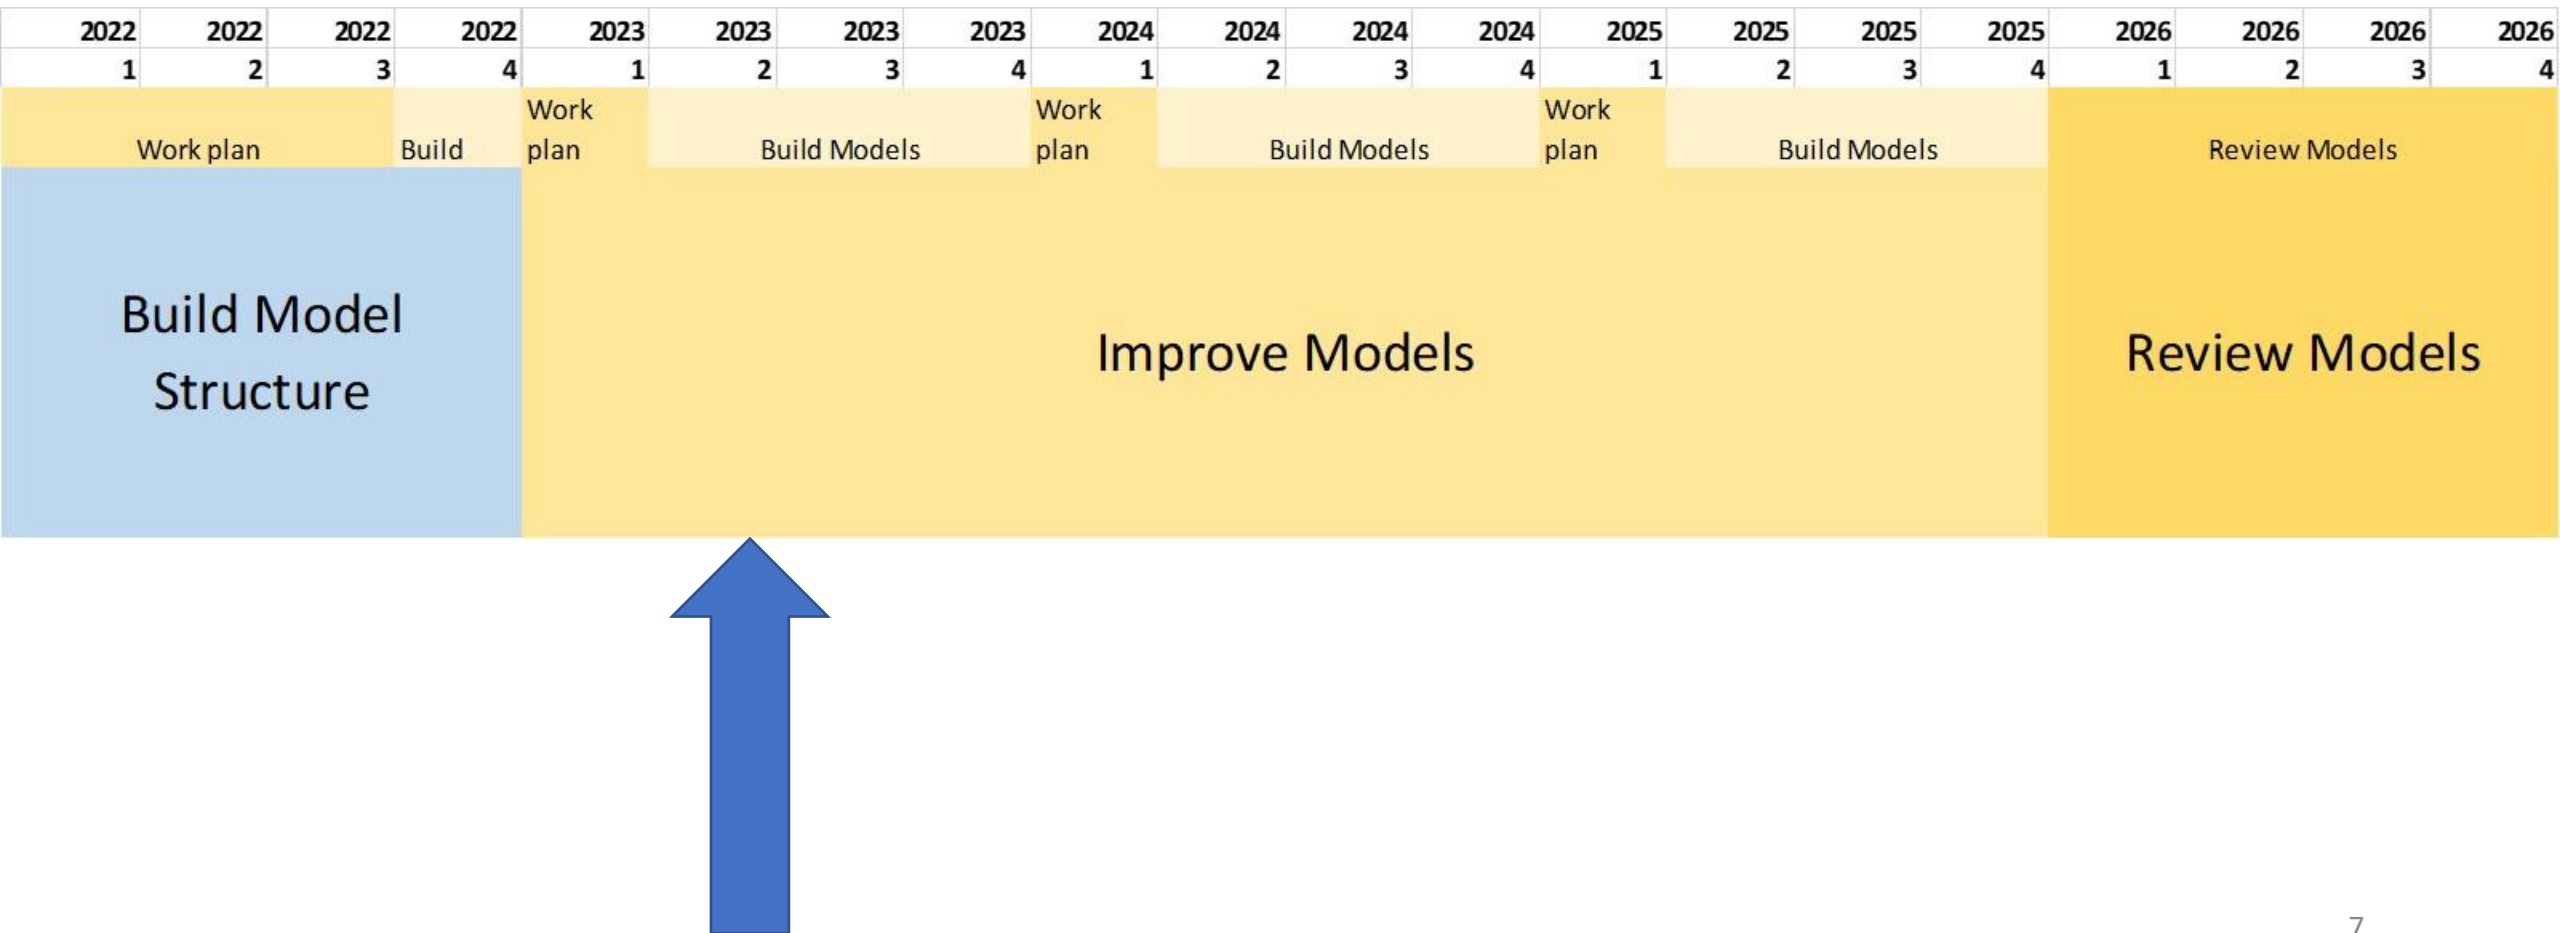 2022 2022 2022 2022 2023 2023 2023 2023 2024 2024 2024 2024 2025 2025 2025 2025 2026 2026 2026 2026
1 2 3 4 1 2 3 4 1 2 3 4 1 2 3 4 1 2 3 4
Work plan Build
Work
plan
Build Models
Work
plan
Build Models
Work
plan
Build Models
Review Models
Build Model
Structure
Improve Models
Review Models
7